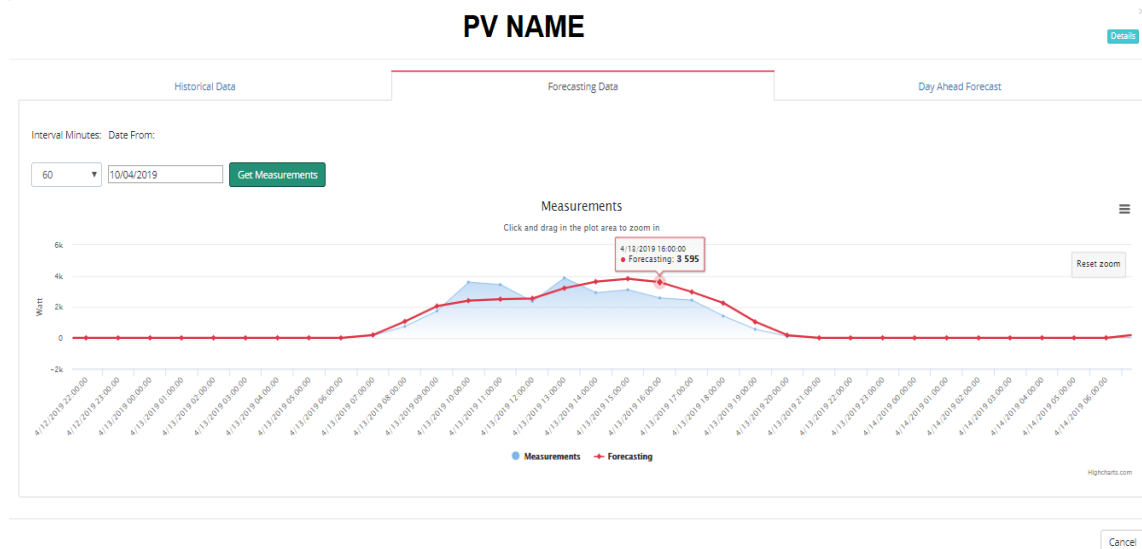 PV NAME
×
Details
Historical Data
Forecasting Data
Day Ahead Forecast
Interval Minutes: Date From:
60 ▼ 10/04/2019 Get Measurements
Measurements
Click and drag in the plot area to zoom in
4/13/2019 16:00:00
● Forecasting: 3 595
Reset zoom
Watt
6k
4k
2k
0
−2k
4/12/2019 22:00:00
4/12/2019 23:00:00
4/13/2019 00:00:00
4/13/2019 01:00:00
4/13/2019 02:00:00
4/13/2019 03:00:00
4/13/2019 04:00:00
4/13/2019 05:00:00
4/13/2019 06:00:00
4/13/2019 07:00:00
4/13/2019 08:00:00
4/13/2019 09:00:00
4/13/2019 10:00:00
4/13/2019 11:00:00
4/13/2019 12:00:00
4/13/2019 13:00:00
4/13/2019 14:00:00
4/13/2019 15:00:00
4/13/2019 16:00:00
4/13/2019 17:00:00
4/13/2019 18:00:00
4/13/2019 19:00:00
4/13/2019 20:00:00
4/13/2019 21:00:00
4/13/2019 22:00:00
4/13/2019 23:00:00
4/14/2019 00:00:00
4/14/2019 01:00:00
4/14/2019 02:00:00
4/14/2019 03:00:00
4/14/2019 04:00:00
4/14/2019 05:00:00
4/14/2019 06:00:00
Measurements Forecasting
Highcharts.com
Cancel